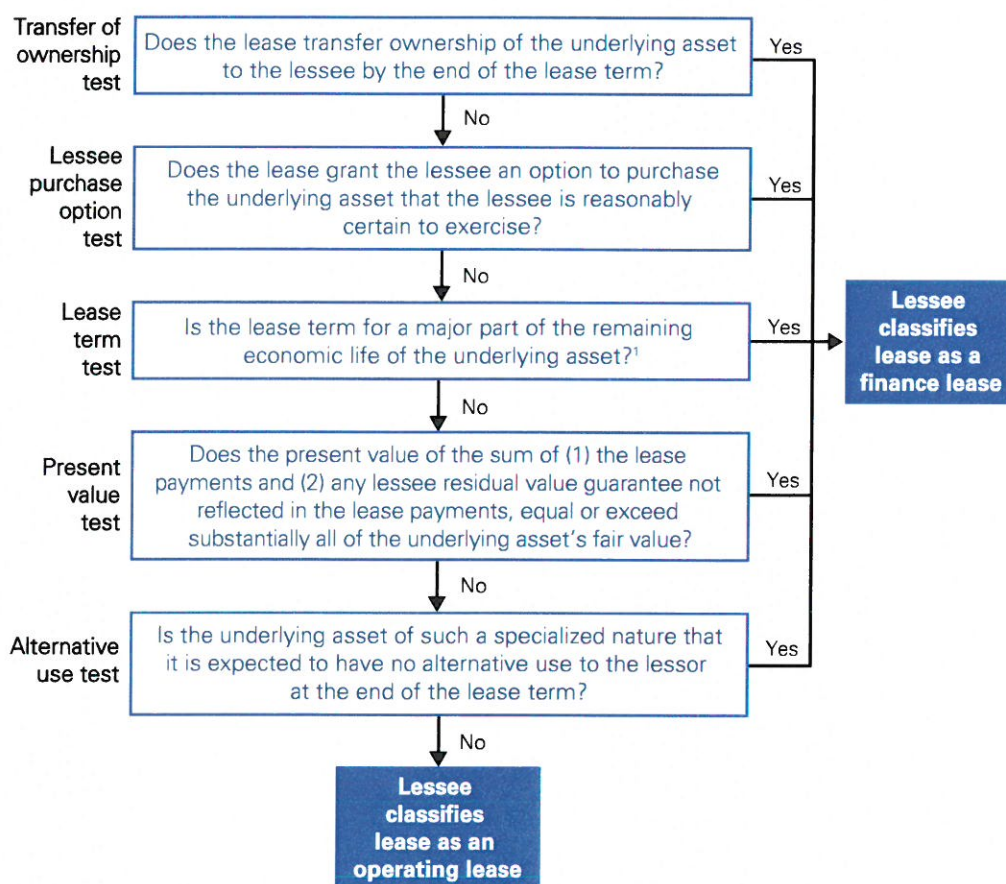 Transfer of
ownership
test
Does the lease transfer ownership of the underlying asset
to the lessee by the end of the lease term?
Yes
No
Lessee
purchase
option
test
Does the lease grant the lessee an option to purchase
the underlying asset that the lessee is reasonably
certain to exercise?
Yes
No
Lease
term
test
Is the lease term for a major part of the remaining
economic life of the underlying asset?¹
Yes
Lessee
classifies
lease as a
finance lease
No
Present
value
test
Does the present value of the sum of (1) the lease
payments and (2) any lessee residual value guarantee not
reflected in the lease payments, equal or exceed
substantially all of the underlying asset's fair value?
Yes
No
Alternative
use test
Is the underlying asset of such a specialized nature that
it is expected to have no alternative use to the lessor
at the end of the lease term?
Yes
No
Lessee
classifies
lease as an
operating lease